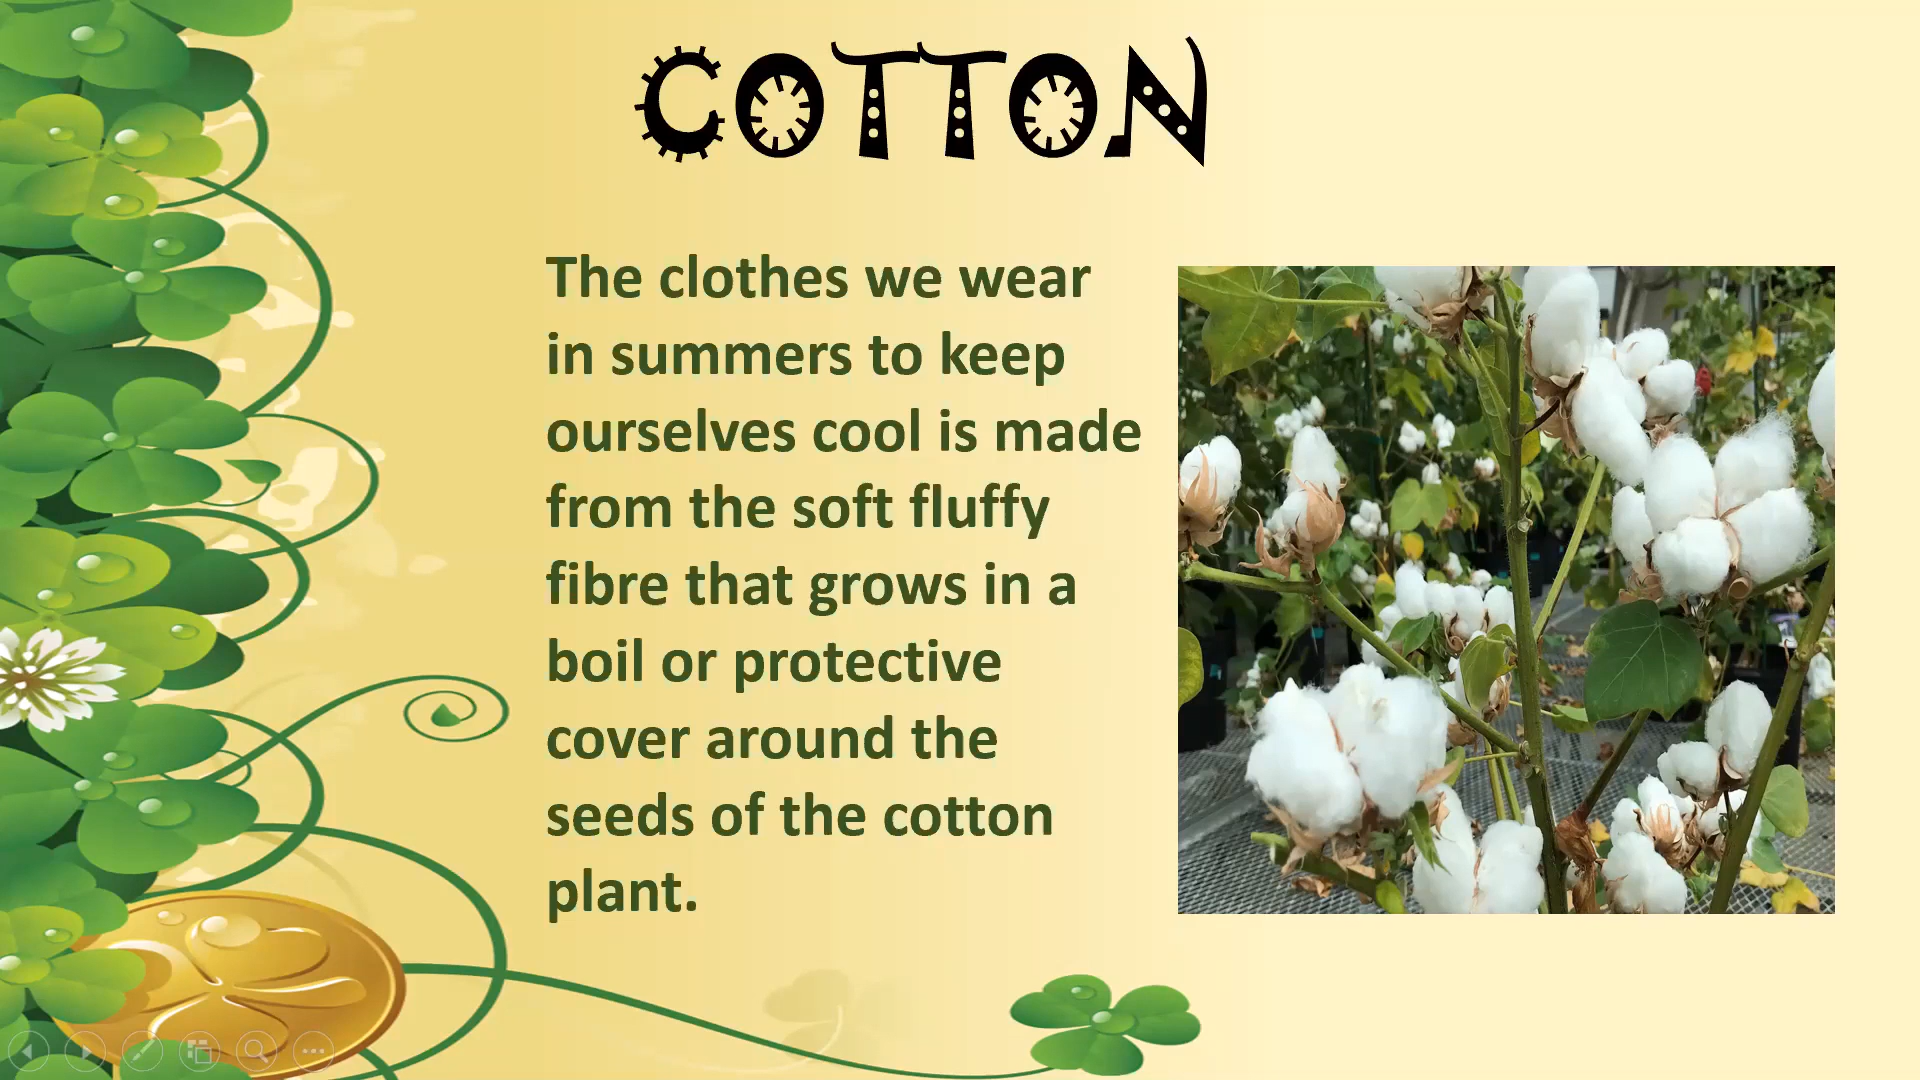 COTTON
The clothes we wear
in summers to keep
ourselves cool is made
from the soft fluffy
fibre that grows in a
boil or protective
cover around the
seeds of the cotton
plant.